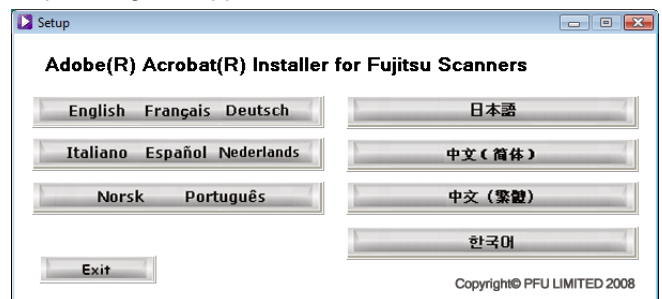 Setup
Adobe(R) Acrobat(R) Installer for Fujitsu Scanners
English Français Deutsch
日本語
Italiano Español Nederlands
中文(简体)
Norsk Português
中文 (繁體)
한국어
Exit
Copyright© PFU LIMITED 2008